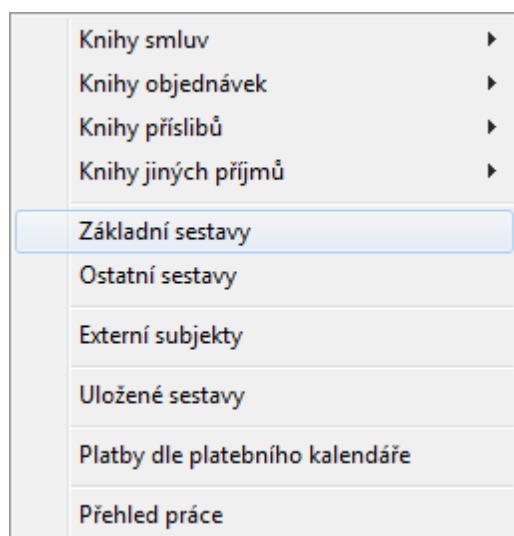 Knihy smluv
Knihy objednávek
Knihy příslibů
Knihy jiných příjmů
Základní sestavy
Ostatní sestavy
Externí subjekty
Uložené sestavy
Platby dle platebního kalendáře
Přehled práce